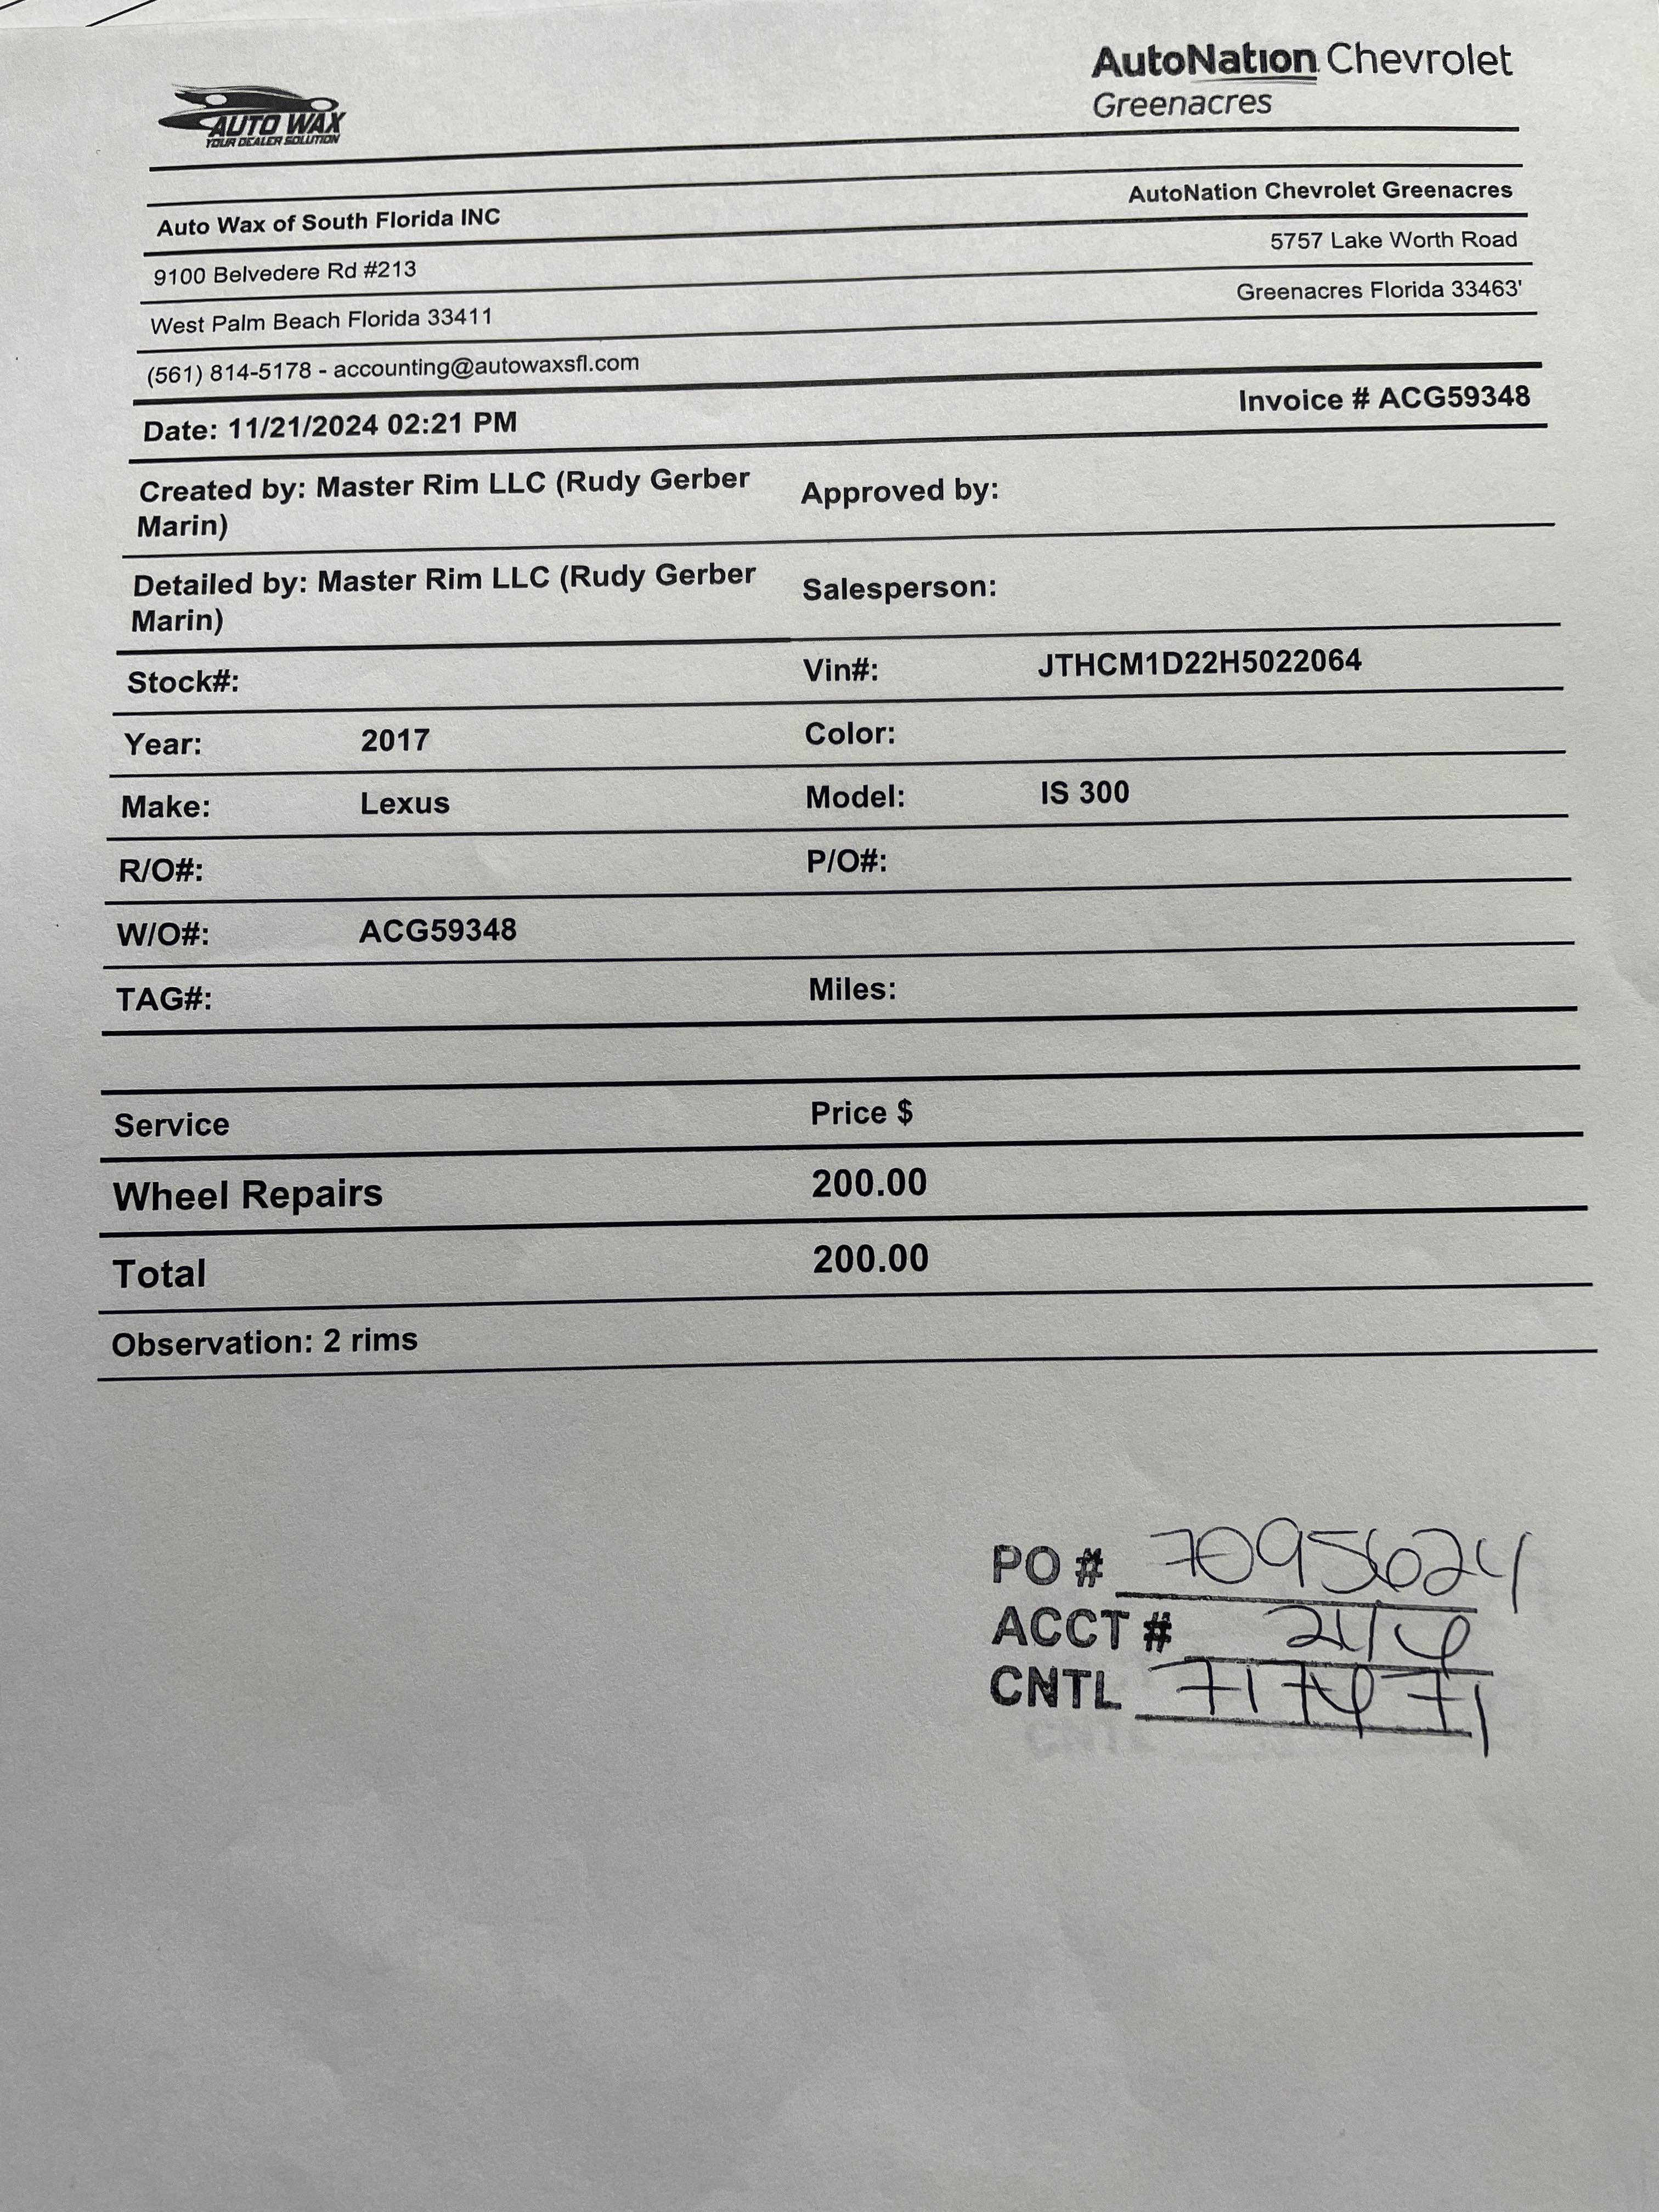 AUTO WAX
YOUR DEALER SOLUTION
AutoNation Chevrolet
Greenacres
Auto Wax of South Florida INC
AutoNation Chevrolet Greenacres
9100 Belvedere Rd #213
5757 Lake Worth Road
West Palm Beach Florida 33411
Greenacres Florida 33463'
(561) 814-5178 - accounting@autowaxsfl.com
Date: 11/21/2024 02:21 PM
Invoice # ACG59348
Created by: Master Rim LLC (Rudy Gerber
Marin)
Approved by:
Detailed by: Master Rim LLC (Rudy Gerber
Marin)
Salesperson:
Stock#:
Vin#: JTHCM1D22H5022064
Year: 2017
Color:
Make: Lexus
Model: IS 300
R/O#:
P/O#:
W/O#: ACG59348
TAG#:
Miles:
Service Price $
Wheel Repairs 200.00
Total 200.00
Observation: 2 rims
PO # 7095624
ACCT #
CNTL